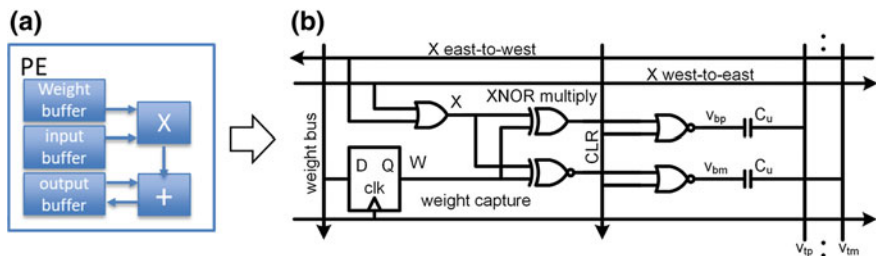 (a)
PE
Weight
buffer
input
buffer
output
buffer
X
+
(b)
X east-to-west
X west-to-east
weight bus
X
XNOR multiply
CLR
v_bp
C_u
D Q
clk
W
weight capture
v_bm
C_u
v_tp
v_tm